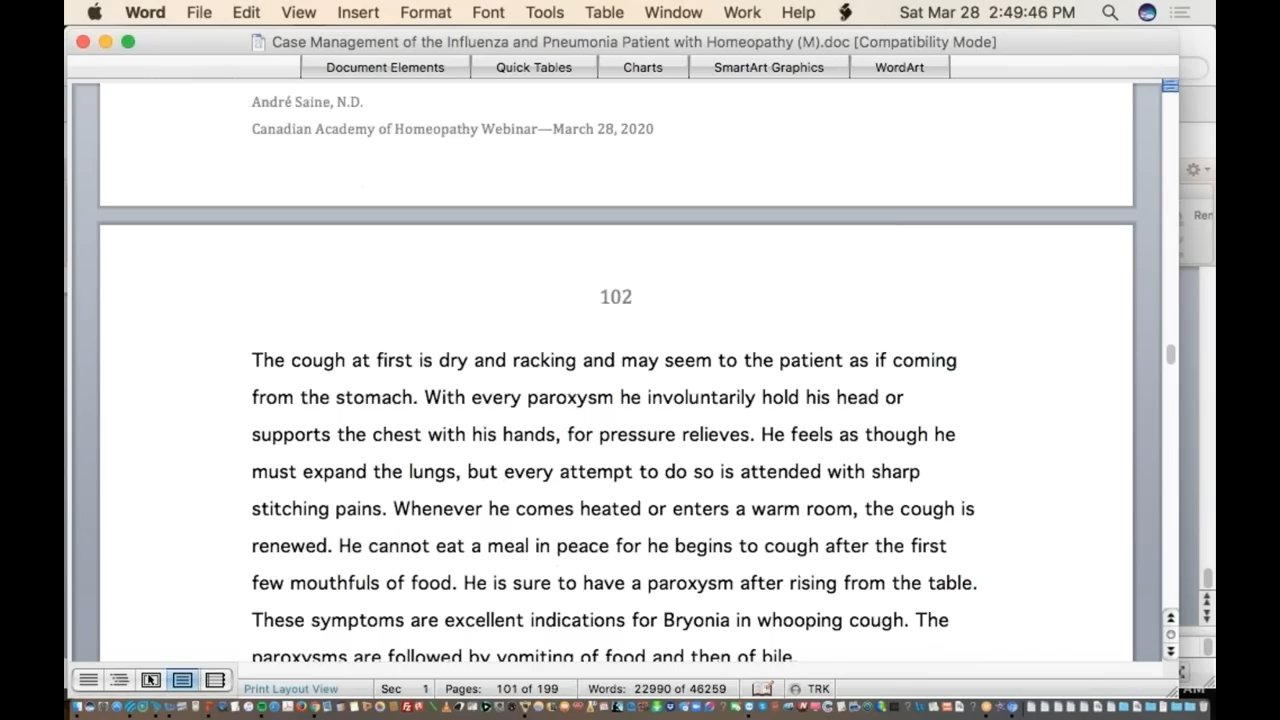 Word File Edit View Insert Format Font Tools Table Window Work Help Sat Mar 28 2:49:46 PM
Case Management of the Influenza and Pneumonia Patient with Homeopathy (M).doc [Compatibility Mode]
Document Elements Quick Tables Charts SmartArt Graphics WordArt
André Saine, N.D.
Canadian Academy of Homeopathy Webinar—March 28, 2020
Ren
102
The cough at first is dry and racking and may seem to the patient as if coming
from the stomach. With every paroxysm he involuntarily hold his head or
supports the chest with his hands, for pressure relieves. He feels as though he
must expand the lungs, but every attempt to do so is attended with sharp
stitching pains. Whenever he comes heated or enters a warm room, the cough is
renewed. He cannot eat a meal in peace for he begins to cough after the first
few mouthfuls of food. He is sure to have a paroxysm after rising from the table.
These symptoms are excellent indications for Bryonia in whooping cough. The
paroxysms are followed by vomiting of food and then of bile.
Print Layout View Sec 1 Pages: 101 of 199 Words: 22990 of 46259 TRK
AM